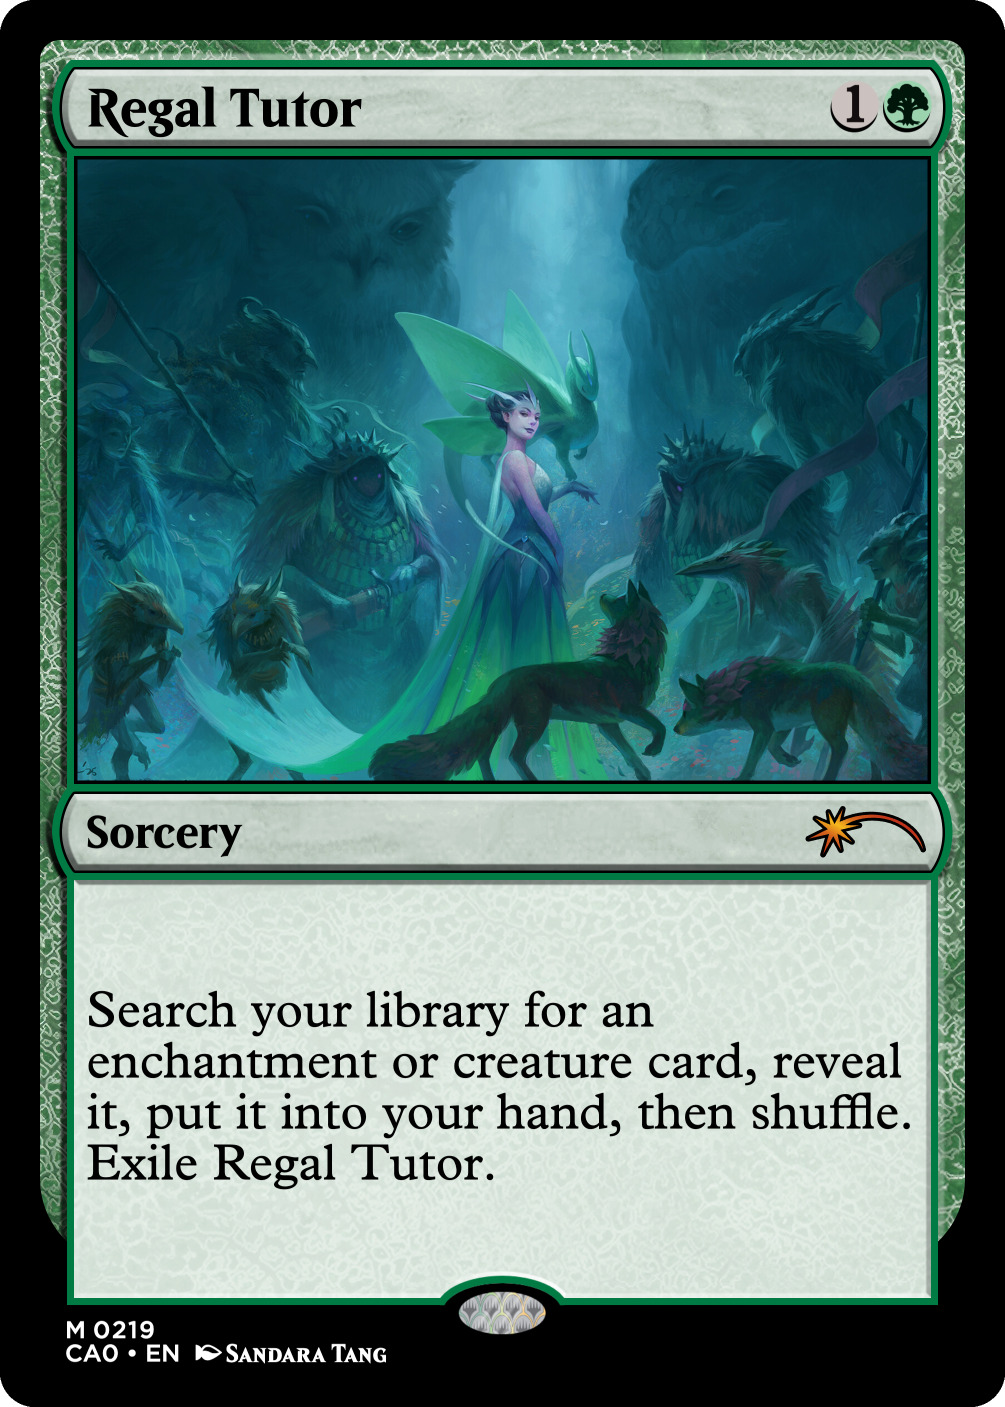 Regal Tutor 1
Sorcery
Search your library for an
enchantment or creature card, reveal
it, put it into your hand, then shuffle.
Exile Regal Tutor.
M 0219
CAO • EN SANDARA TANG